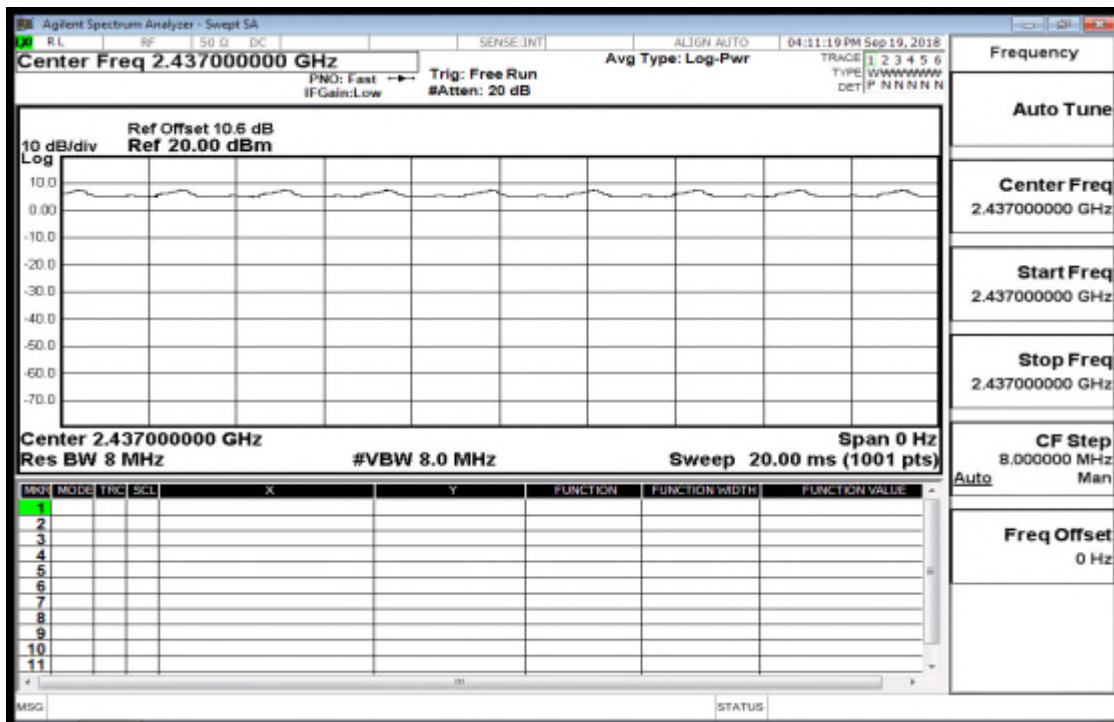 Agilent Spectrum Analyzer - Swept SA
RL RF 50 Ω DC SENSE:INT ALIGN AUTO 04:11:19 PM Sep 19, 2018
Center Freq 2.437000000 GHz
PNO: Fast
IFGain:Low
Trig: Free Run
#Atten: 20 dB
Avg Type: Log-Pwr
TRACE 1 2 3 4 5 6
TYPE WWWWWW
DET P N N N N N
Ref Offset 10.6 dB
10 dB/div Ref 20.00 dBm
Log
10.0
0.00
-10.0
-20.0
-30.0
-40.0
-50.0
-60.0
-70.0
Center 2.437000000 GHz Span 0 Hz
Res BW 8 MHz #VBW 8.0 MHz Sweep 20.00 ms (1001 pts)
MKR MODE TRC SCL X Y FUNCTION FUNCTION WIDTH FUNCTION VALUE
1
2
3
4
5
6
7
8
9
10
11
MSG STATUS
Frequency
Auto Tune
Center Freq
2.437000000 GHz
Start Freq
2.437000000 GHz
Stop Freq
2.437000000 GHz
CF Step
8.000000 MHz
Auto Man
Freq Offset
0 Hz